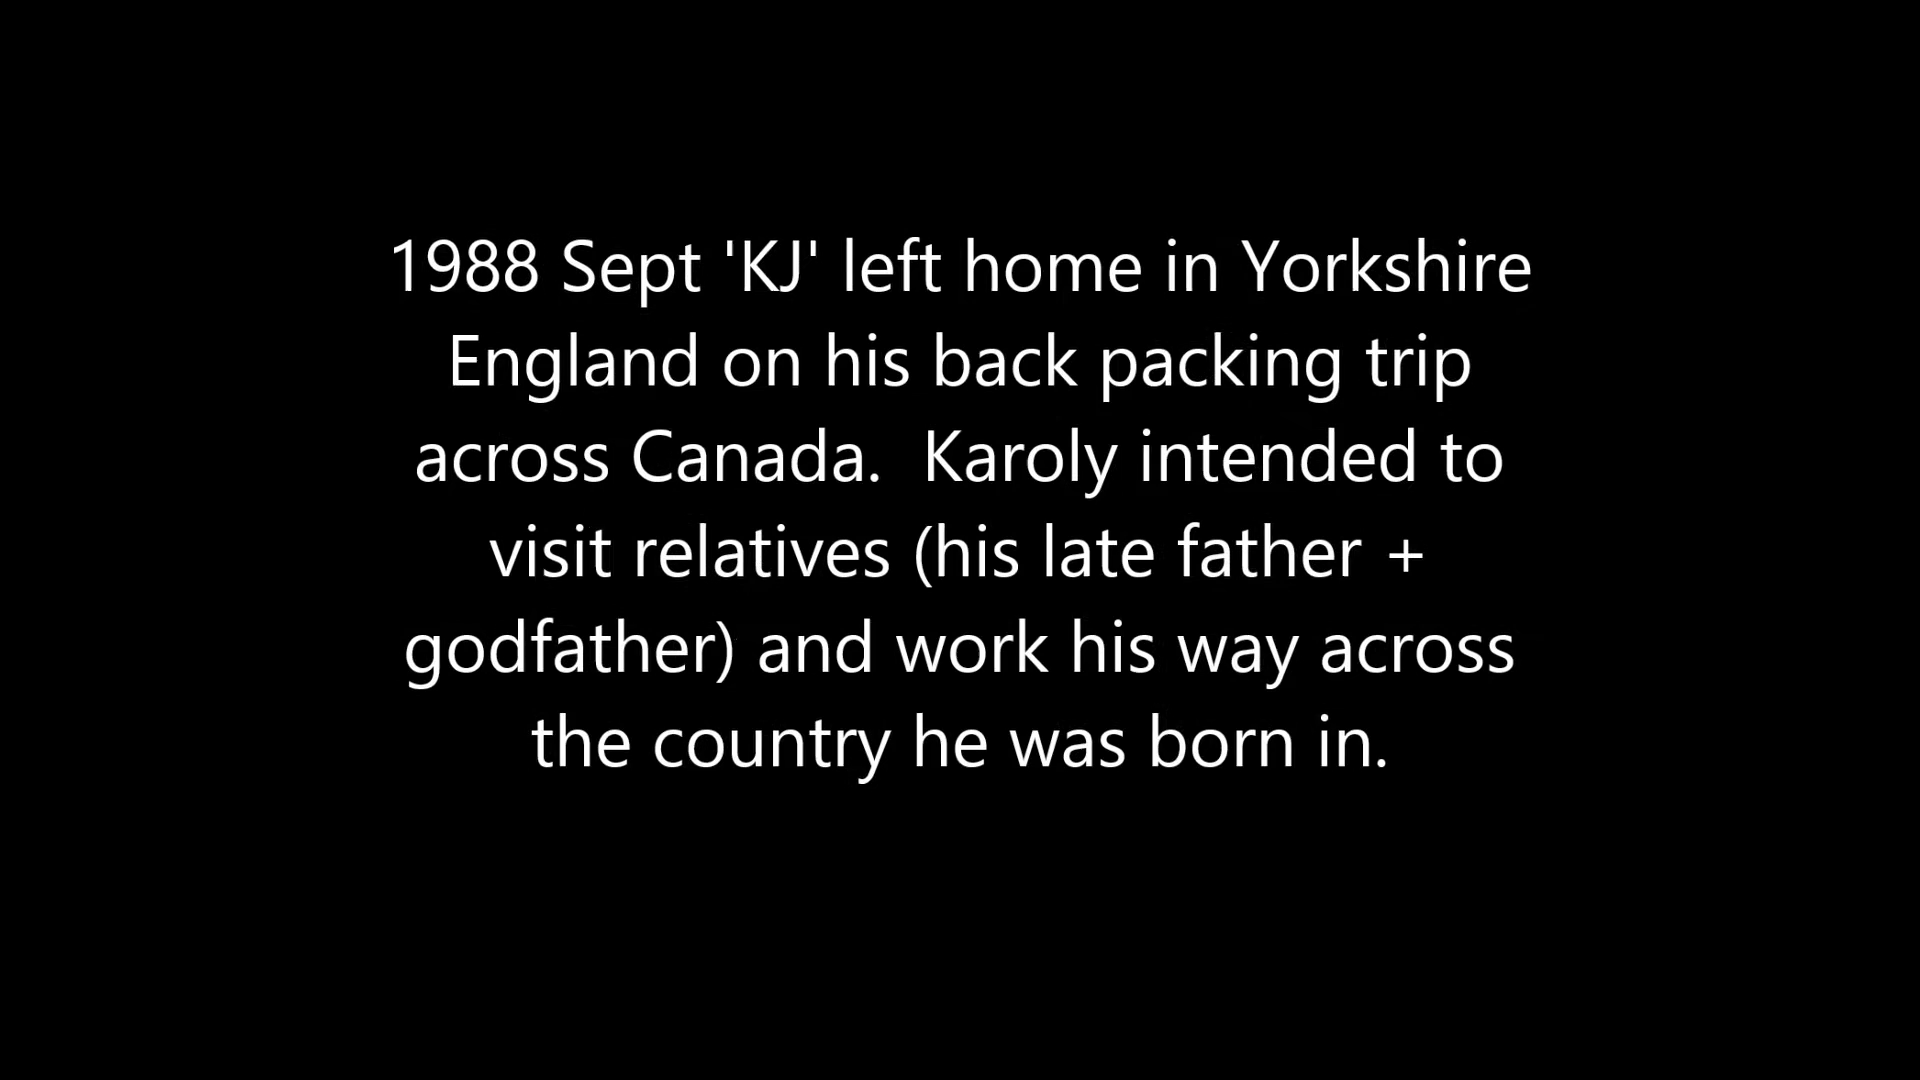 1988 Sept 'KJ' left home in Yorkshire
England on his back packing trip
across Canada.  Karoly intended to
visit relatives (his late father +
godfather) and work his way across
the country he was born in.